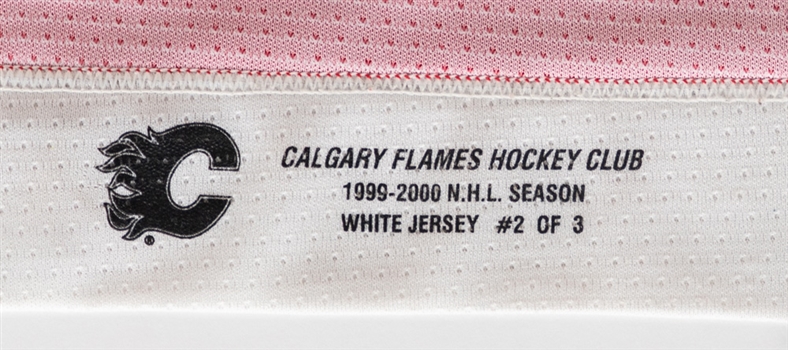 C
®
CALGARY FLAMES HOCKEY CLUB
1999-2000 N.H.L. SEASON
WHITE JERSEY #2 OF 3